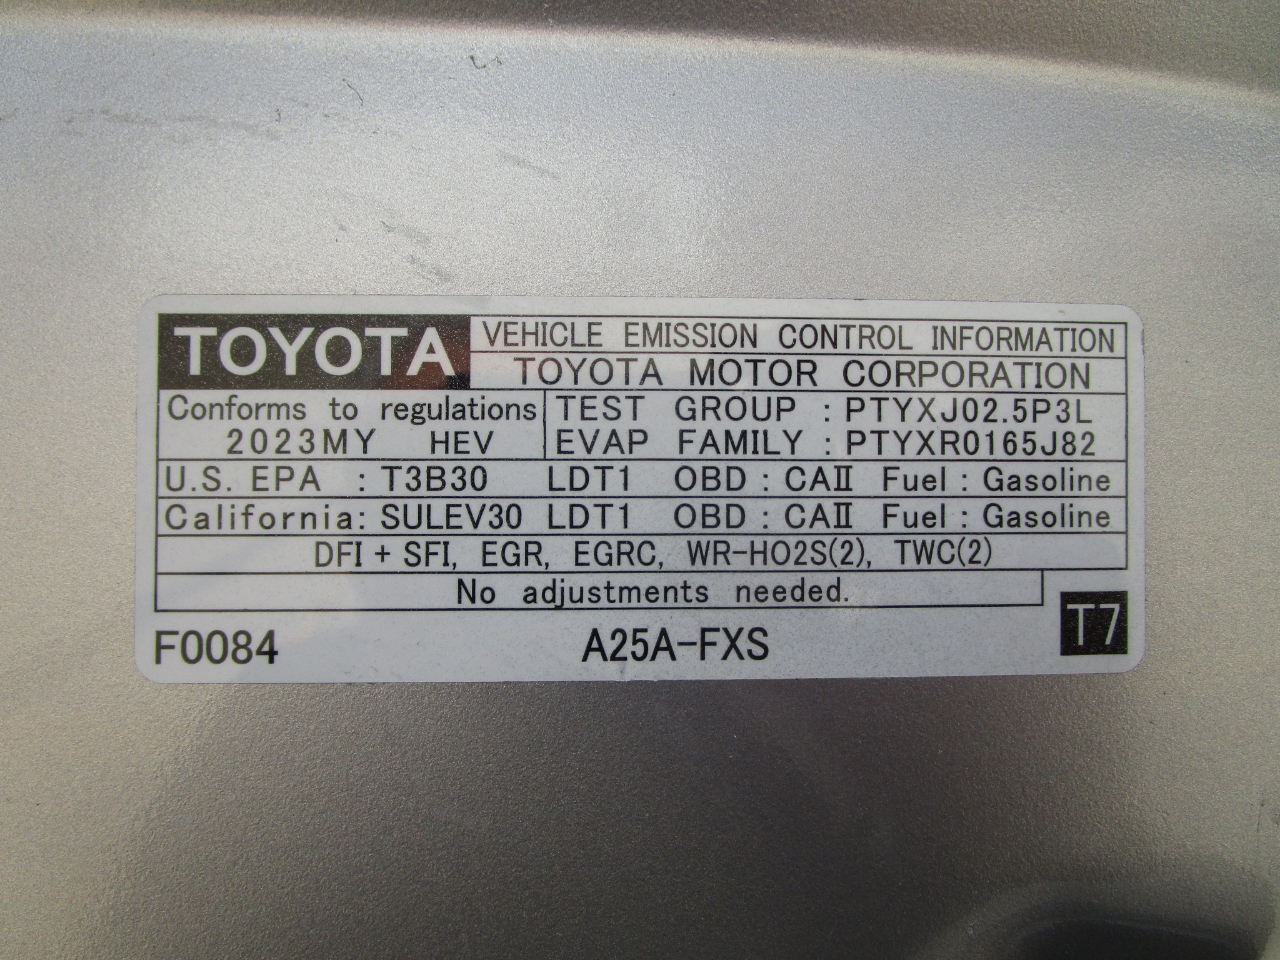 TOYOTA
VEHICLE EMISSION CONTROL INFORMATION
TOYOTA MOTOR CORPORATION
Conforms to regulations
2023MY HEV
TEST GROUP : PTYXJ02.5P3L
EVAP FAMILY : PTYXR0165J82
U.S. EPA : T3B30 LDT1 OBD : CAII Fuel : Gasoline
California: SULEV30 LDT1 OBD : CAII Fuel : Gasoline
DFI + SFI, EGR, EGRC, WR-HO2S(2), TWC(2)
No adjustments needed.
T7
F0084 A25A-FXS